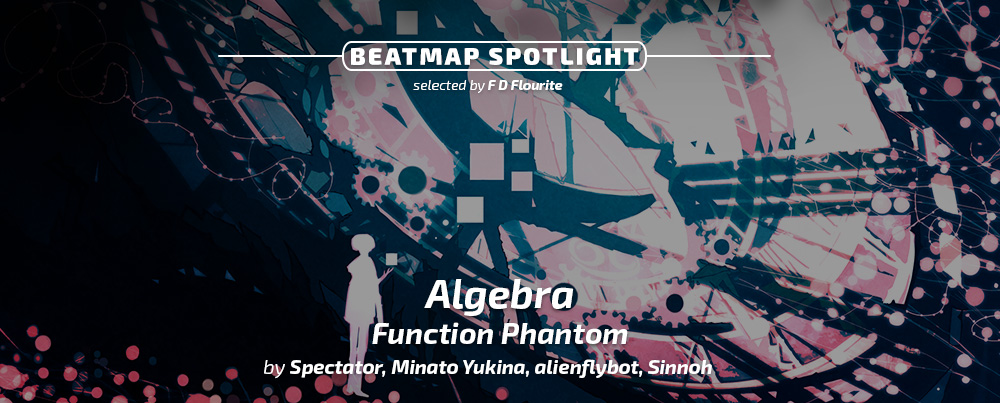 BEATMAP SPOTLIGHT
selected by F D Flourite
Algebra
Function Phantom
by Spectator, Minato Yukina, alienflybot, Sinnoh